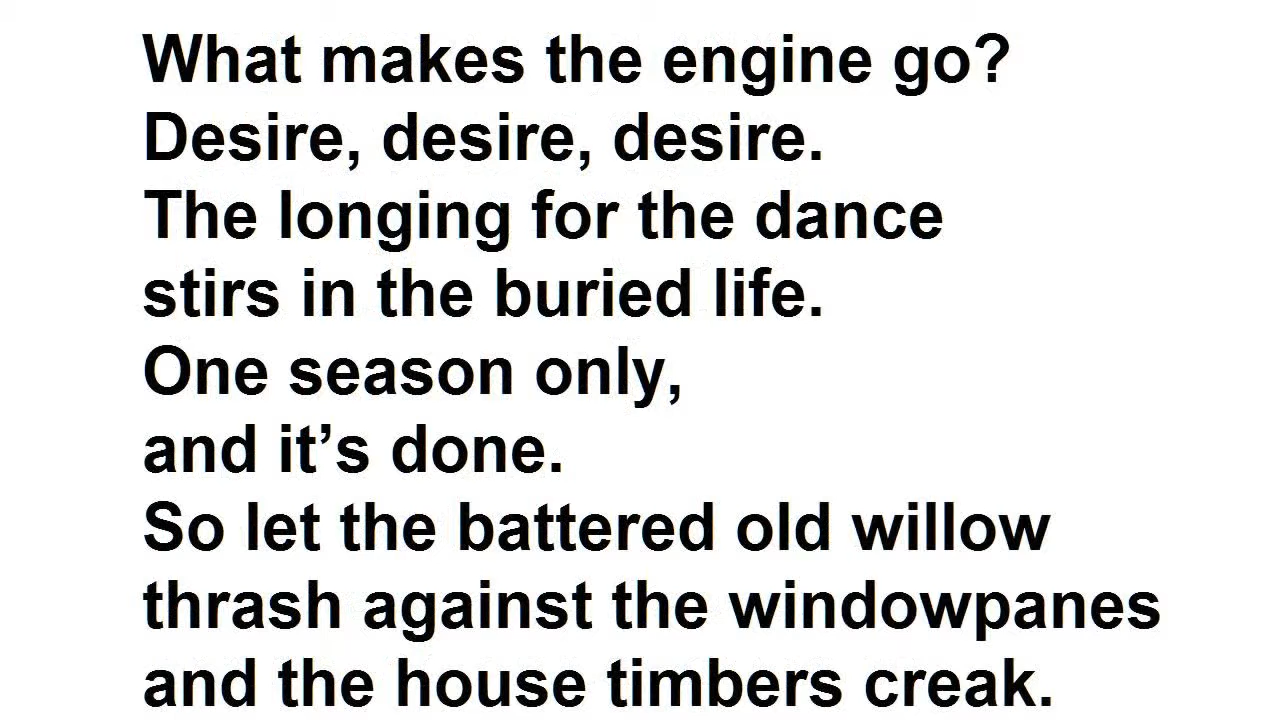 What makes the engine go?
Desire, desire, desire.
The longing for the dance
stirs in the buried life.
One season only,
and it’s done.
So let the battered old willow
thrash against the windowpanes
and the house timbers creak.